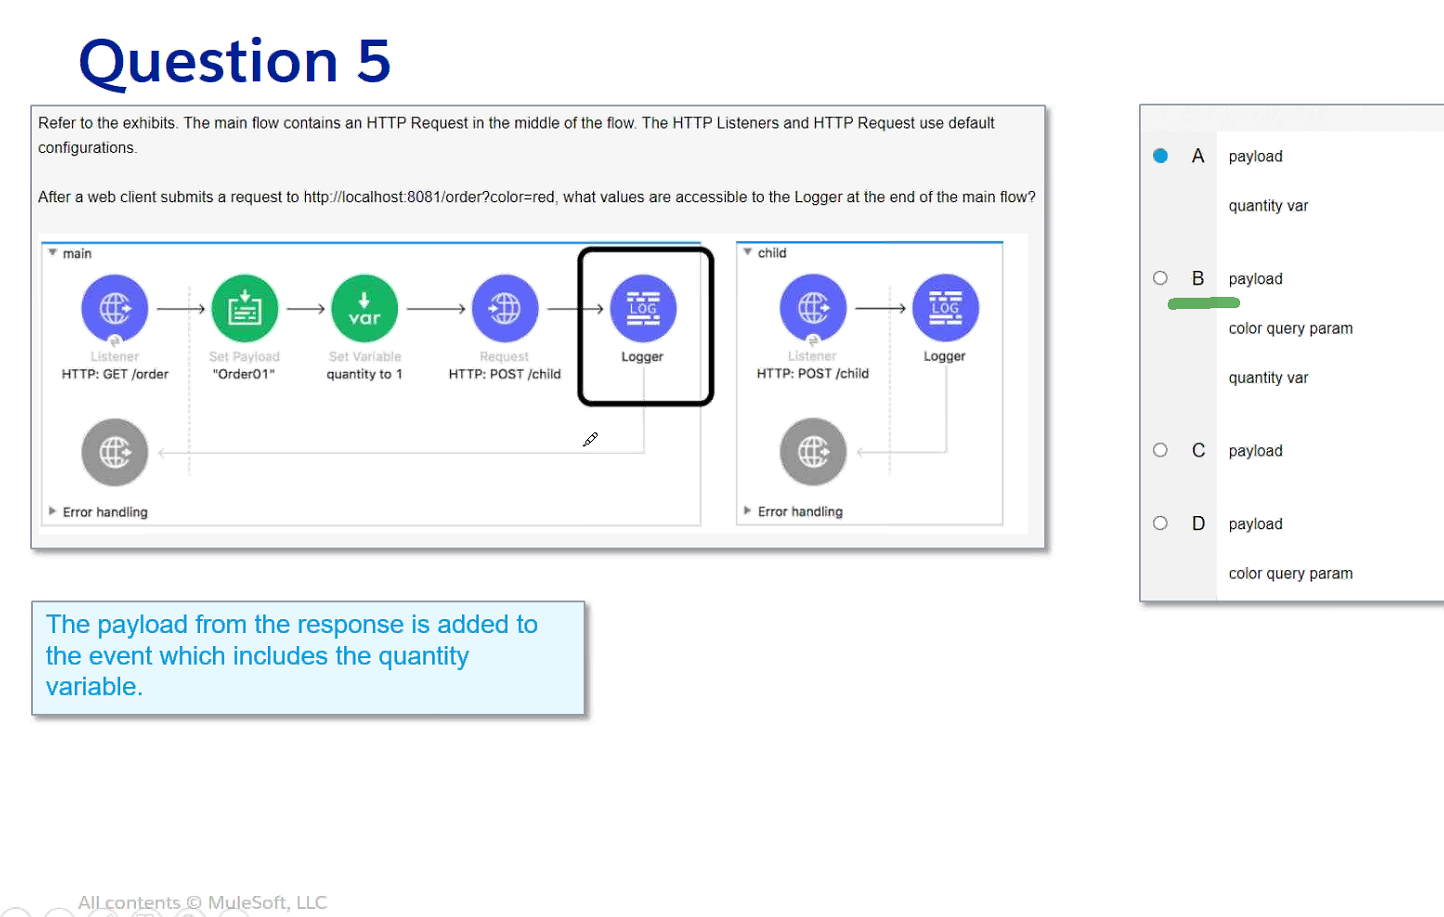 Question 5
Refer to the exhibits. The main flow contains an HTTP Request in the middle of the flow. The HTTP Listeners and HTTP Request use default
configurations.
After a web client submits a request to http://localhost:8081/order?color=red, what values are accessible to the Logger at the end of the main flow?
main
Listener
HTTP: GET /order
Set Payload
"Order01"
var
Set Variable
quantity to 1
Request
HTTP: POST /child
LOG
Logger
Error handling
child
Listener
HTTP: POST /child
LOG
Logger
Error handling
A payload
quantity var
B payload
color query param
quantity var
C payload
D payload
color query param
The payload from the response is added to
the event which includes the quantity
variable.
All contents © MuleSoft, LLC